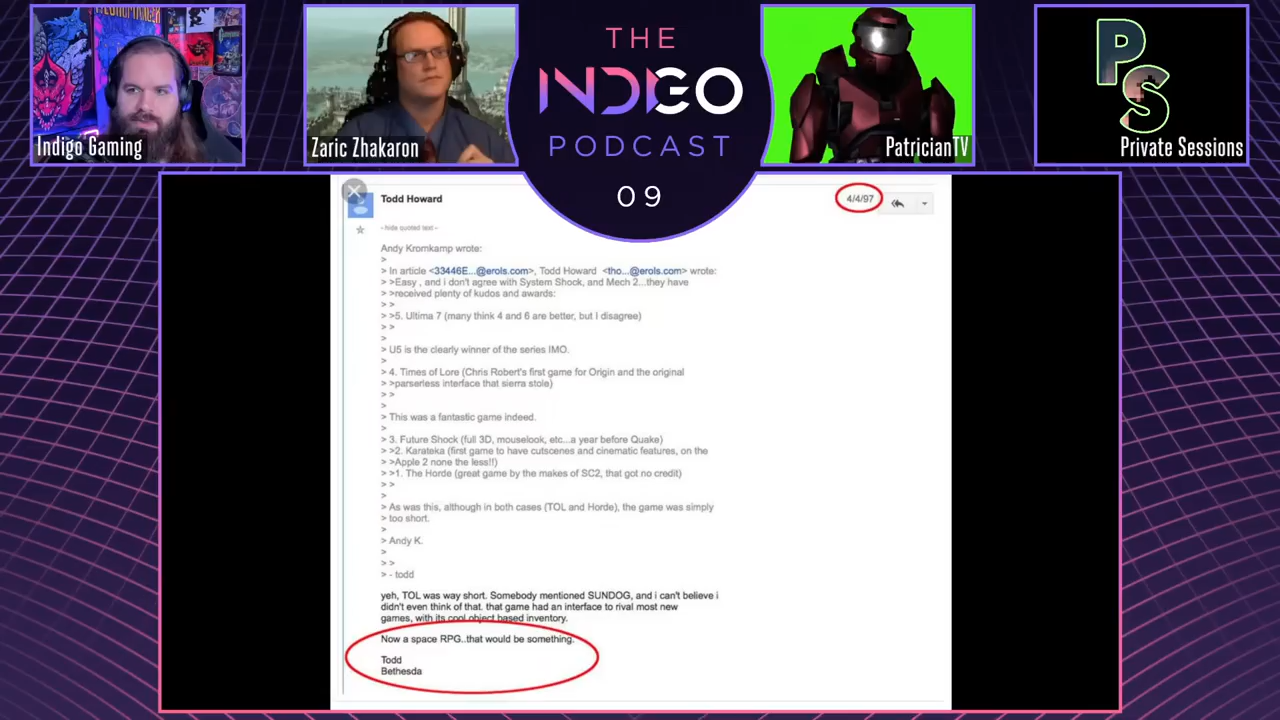 Indigo Gaming
Zaric Zhakaron
THE
INDIGO
PODCAST
09
PatricianTV
PS
Private Sessions
Todd Howard
4/4/97
- hide quoted text -
Andy Kromkamp wrote:
>
> In article <33446E...@erols.com>, Todd Howard <tho...@erols.com> wrote:
> >Easy , and i don't agree with System Shock, and Mech 2...they have
> >received plenty of kudos and awards:
> >
> >5. Ultima 7 (many think 4 and 6 are better, but I disagree)
> >
>
> U5 is the clearly winner of the series IMO.
>
> 4. Times of Lore (Chris Robert's first game for Origin and the original
> >parserless interface that sierra stole)
> >
>
> This was a fantastic game indeed.
>
> 3. Future Shock (full 3D, mouselook, etc...a year before Quake)
> >2. Karateka (first game to have cutscenes and cinematic features, on the
> >Apple 2 none the less!!)
> >1. The Horde (great game by the makes of SC2, that got no credit)
> >
>
> As was this, although in both cases (TOL and Horde), the game was simply
> too short.
>
> Andy K.
>
> >
> - todd
yeh, TOL was way short. Somebody mentioned SUNDOG, and i can't believe i
didn't even think of that. that game had an interface to rival most new
games, with its cool object based inventory.
Now a space RPG..that would be something.
Todd
Bethesda